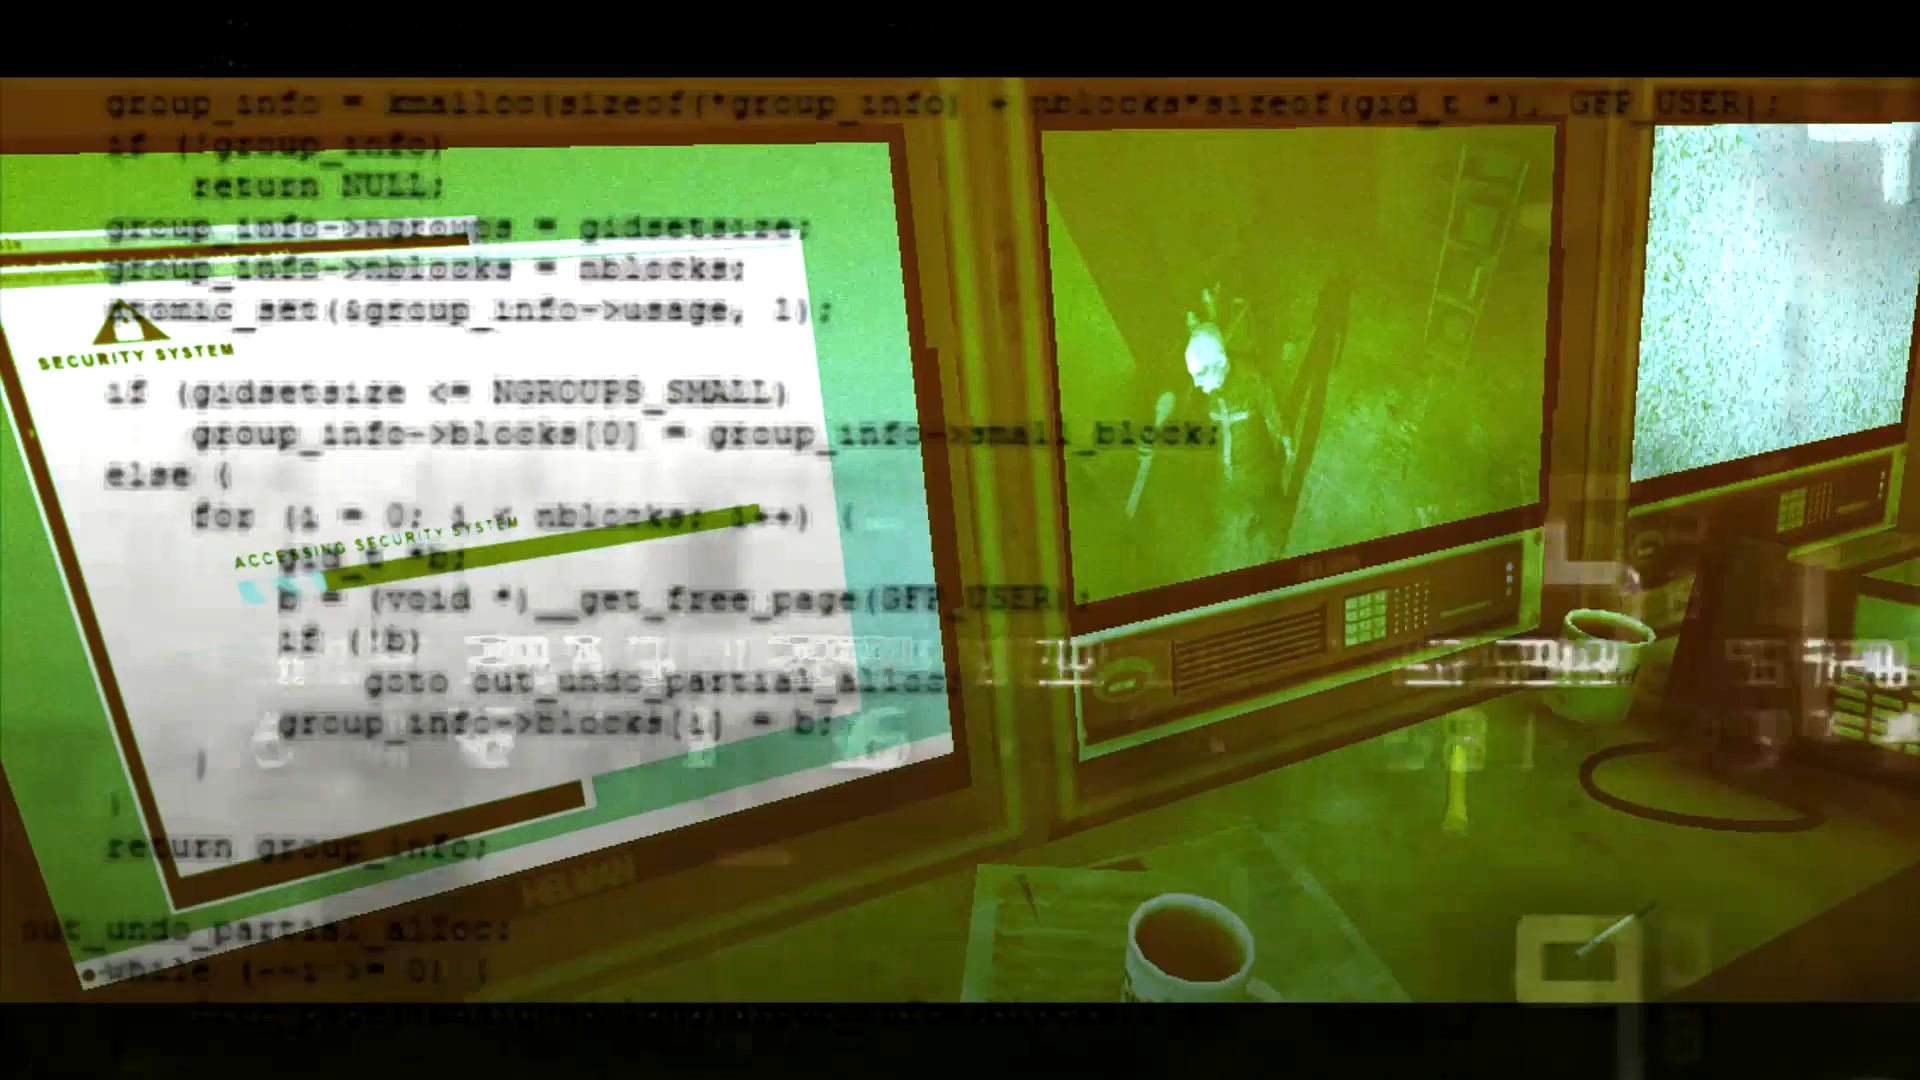 group_info = kmalloc(sizeof(*group_info) + nblocks*sizeof(gid_t *), GFP_USER);
if (!group_info)
return NULL;
group_info->ngroups = gidsetsize;
group_info->nblocks = nblocks;
atomic_set(&group_info->usage, 1);
SECURITY SYSTEM
if (gidsetsize <= NGROUPS_SMALL)
group_info->blocks[0] = group_info->small_block;
else {
for (i = 0; i < nblocks; i++) {
ACCESSING SECURITY SYSTEM
gid_t *b;
b = (void *)__get_free_page(GFP_USER);
if (!b)
goto out_undo_partial_alloc;
group_info->blocks[i] = b;
}
}
return group_info;
out_undo_partial_alloc:
while (--i >= 0) {